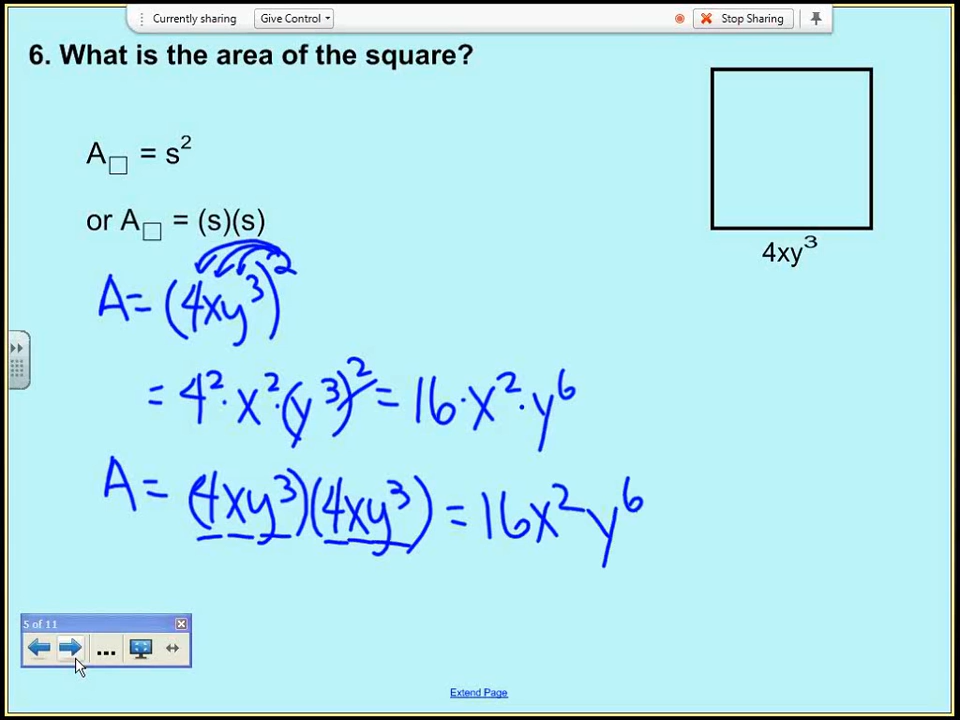 Currently sharing Give Control Stop Sharing
6. What is the area of the square?
A□ = s²
or A□ = (s)(s)
4xy³
A = (4xy³)²
= 4² · x² · (y³)² = 16 · x² · y⁶
A = (4xy³)(4xy³) = 16x²y⁶
5 of 11
...
Extend Page